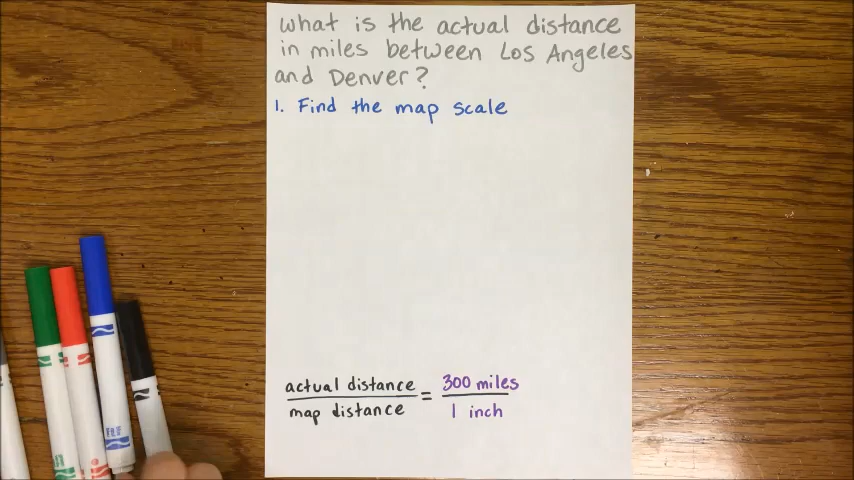 What is the actual distance
in miles between Los Angeles
and Denver?
1. Find the map scale
actual distance = 300 miles
map distance 1 inch